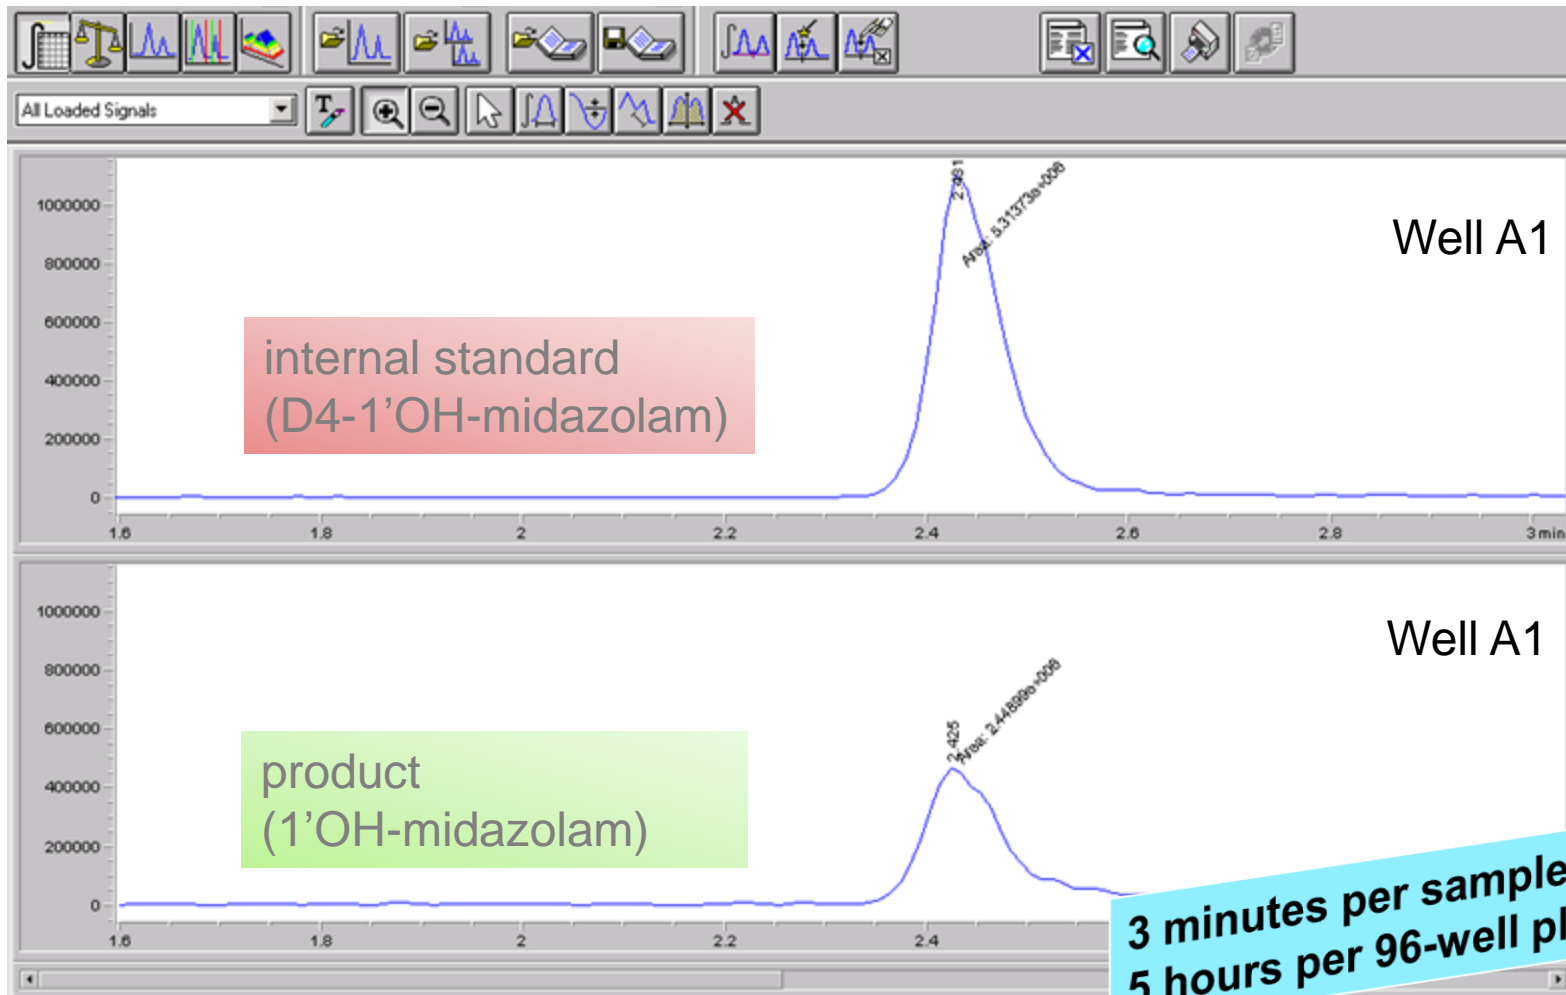 All Loaded Signals
1000000
800000
600000
400000
200000
0
2.431
Area: 5.31373e+006
Well A1
internal standard
(D4-1’OH-midazolam)
1.6 1.8 2 2.2 2.4 2.6 2.8 3 min
1000000
800000
600000
400000
200000
0
2.425
Area: 2.44899e+006
Well A1
product
(1’OH-midazolam)
1.6 1.8 2 2.2 2.4
3 minutes per sample
5 hours per 96-well pl